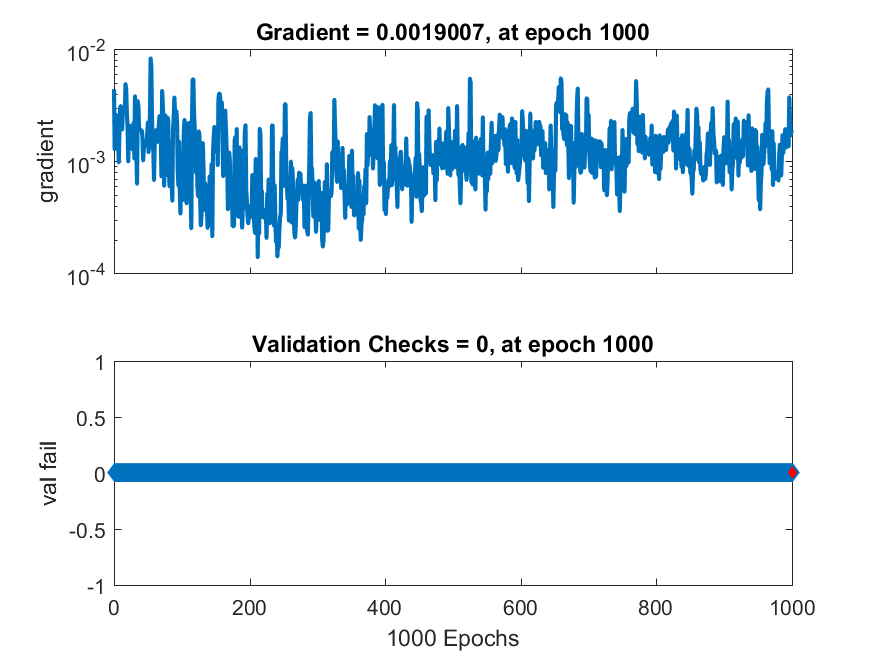 Gradient = 0.0019007, at epoch 1000
10-2
10-3
10-4
gradient
Validation Checks = 0, at epoch 1000
1
0.5
0
-0.5
-1
val fail
0 200 400 600 800 1000
1000 Epochs